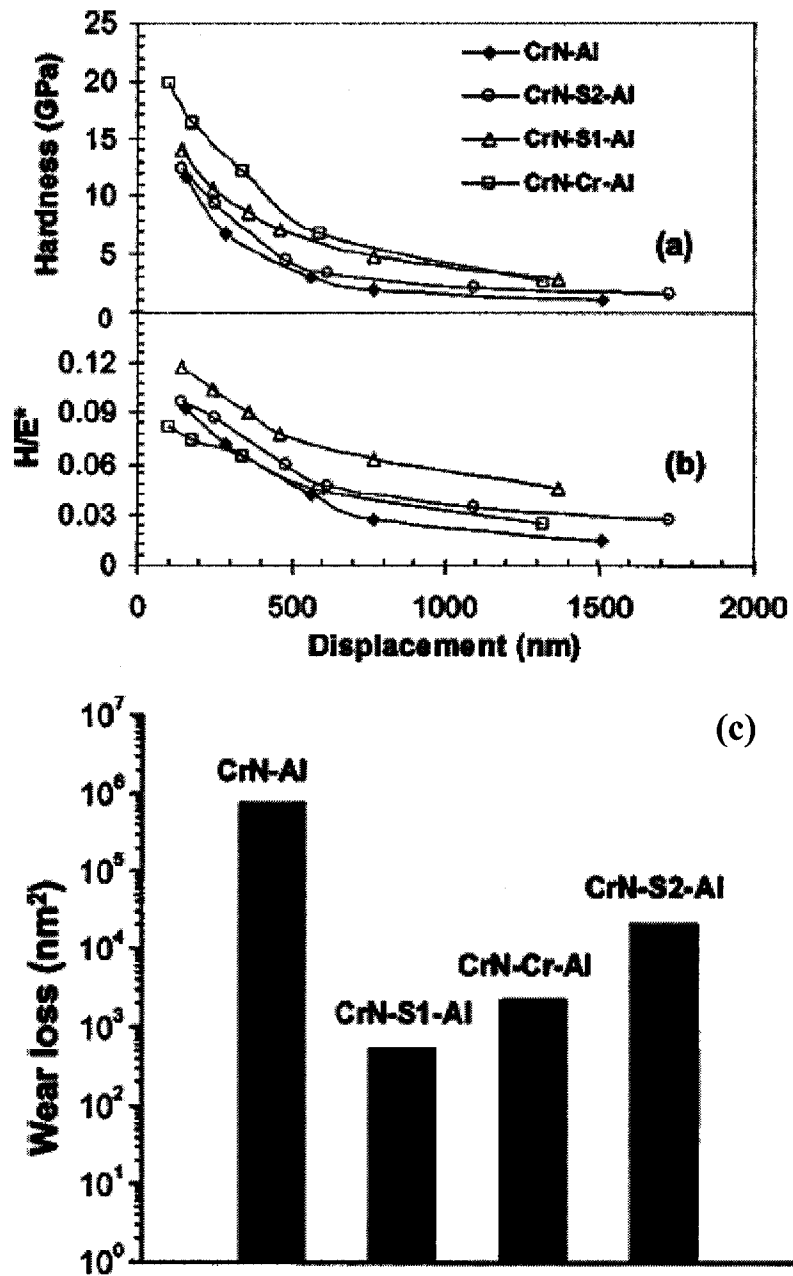 25
20
15
10
5
0
Hardness (GPa)
CrN-Al
CrN-S2-Al
CrN-S1-Al
CrN-Cr-Al
(a)
0.12
0.09
0.06
0.03
0
H/E*
(b)
0 500 1000 1500 2000
Displacement (nm)
(c)
10⁷
10⁶
10⁵
10⁴
10³
10²
10¹
10⁰
Wear loss (nm²)
CrN-Al
CrN-S1-Al
CrN-Cr-Al
CrN-S2-Al